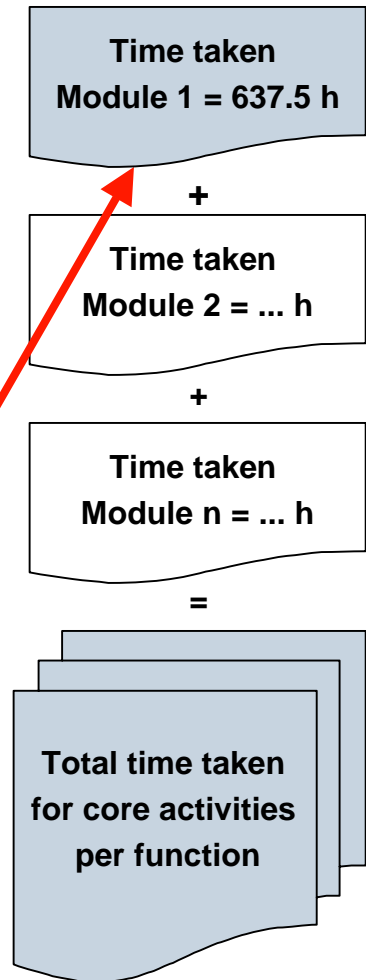 Time taken
Module 1 = 637.5 h
+
Time taken
Module 2 = ... h
+
Time taken
Module n = ... h
=
Total time taken
for core activities
per function